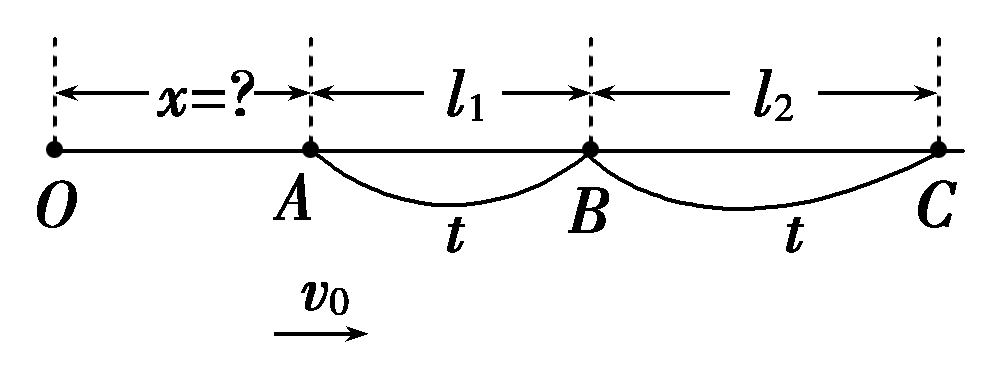 x=? l₁ l₂
O A B C
t t
v₀